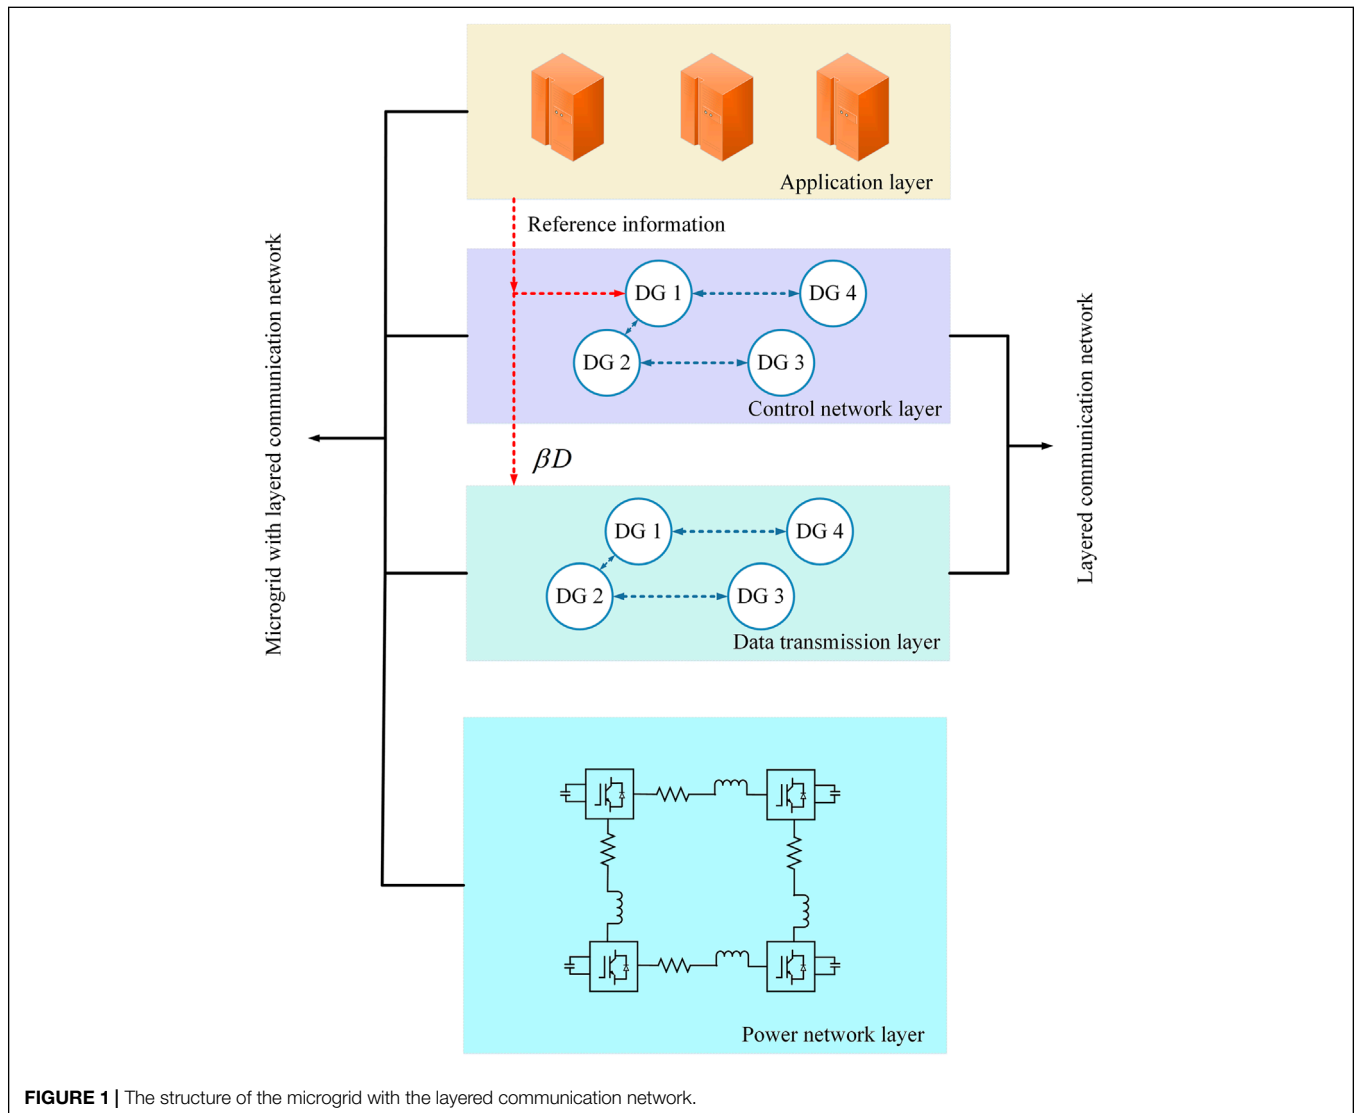 Application layer
Reference information
Microgrid with layered communication network
DG 1
DG 4
DG 2
DG 3
Control network layer
Layered communication network
βD
DG 1
DG 4
DG 2
DG 3
Data transmission layer
Power network layer
FIGURE 1 | The structure of the microgrid with the layered communication network.